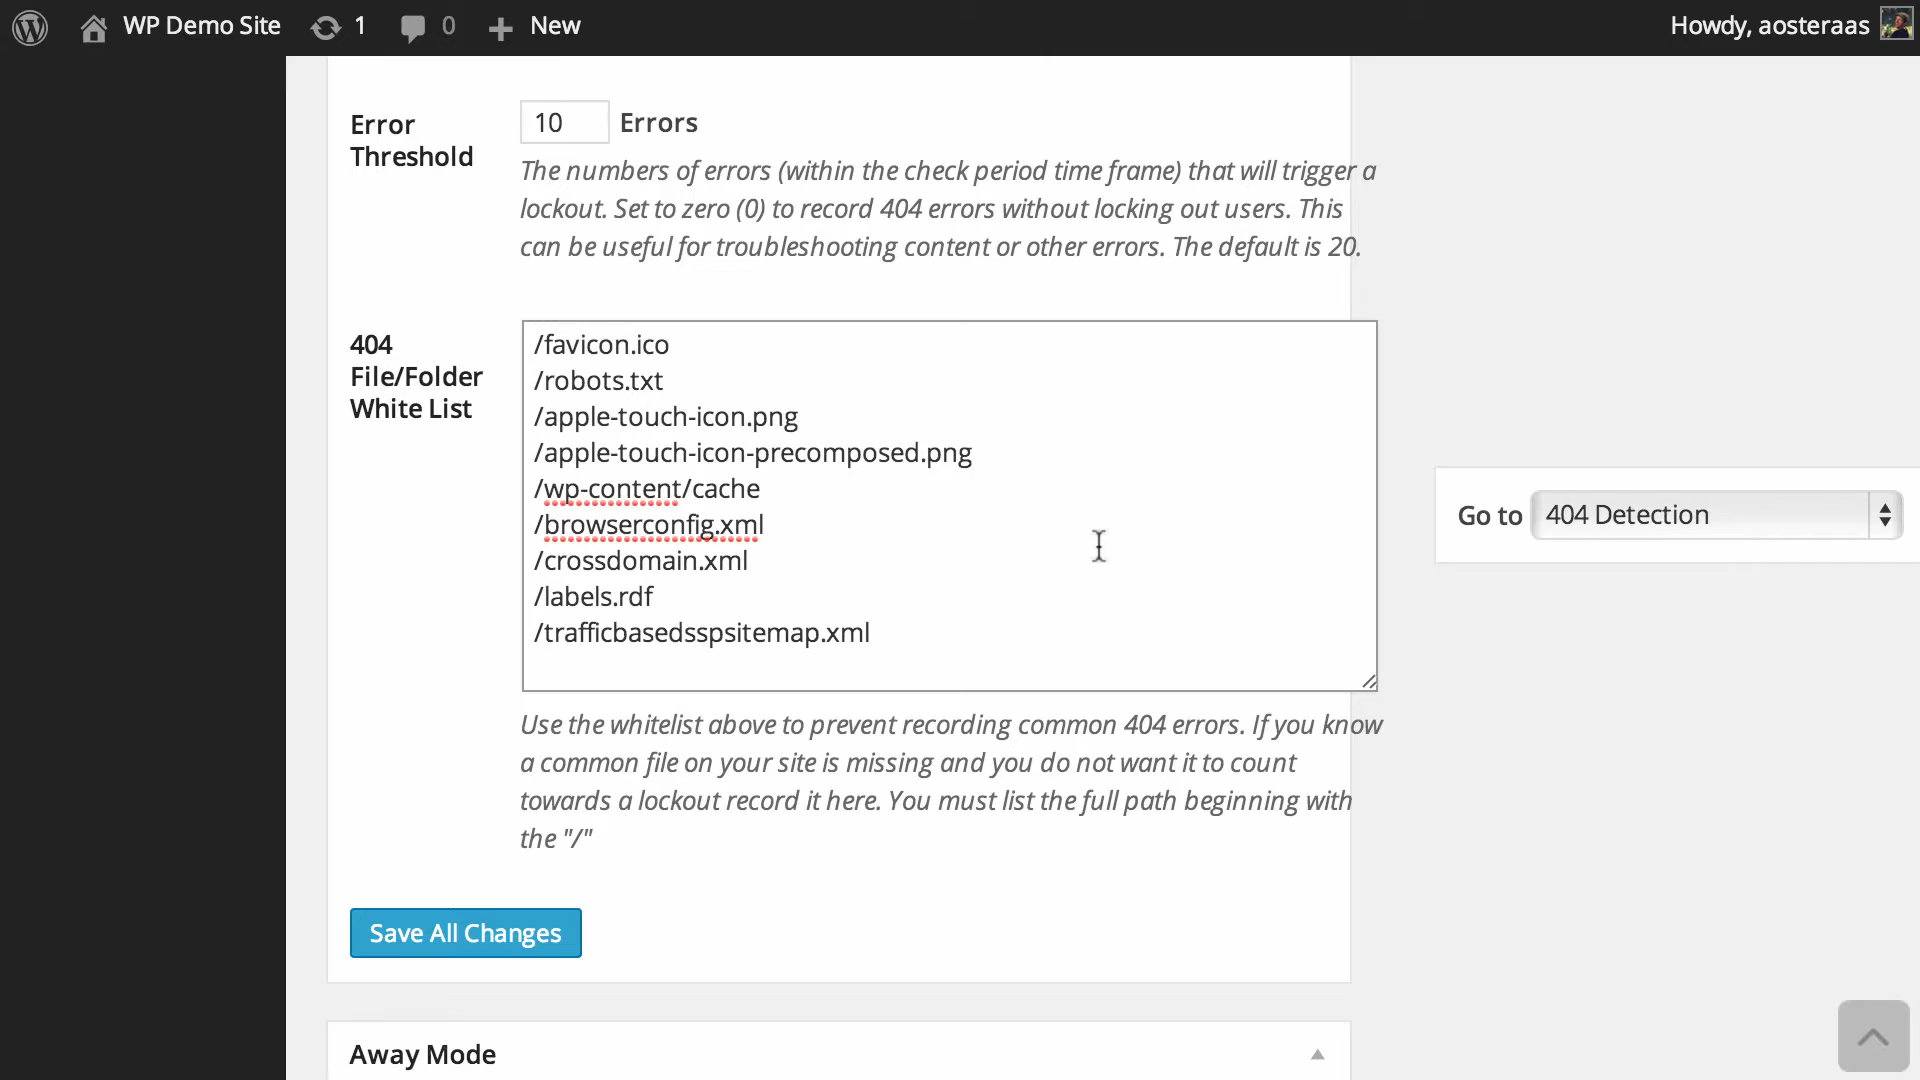 WP Demo Site 1 0 New Howdy, aosteraas
Error
Threshold
10 Errors
The numbers of errors (within the check period time frame) that will trigger a
lockout. Set to zero (0) to record 404 errors without locking out users. This
can be useful for troubleshooting content or other errors. The default is 20.
404
File/Folder
White List
/favicon.ico
/robots.txt
/apple-touch-icon.png
/apple-touch-icon-precomposed.png
/wp-content/cache
/browserconfig.xml
/crossdomain.xml
/labels.rdf
/trafficbasedsspsitemap.xml
Go to 404 Detection
Use the whitelist above to prevent recording common 404 errors. If you know
a common file on your site is missing and you do not want it to count
towards a lockout record it here. You must list the full path beginning with
the "/"
Save All Changes
Away Mode